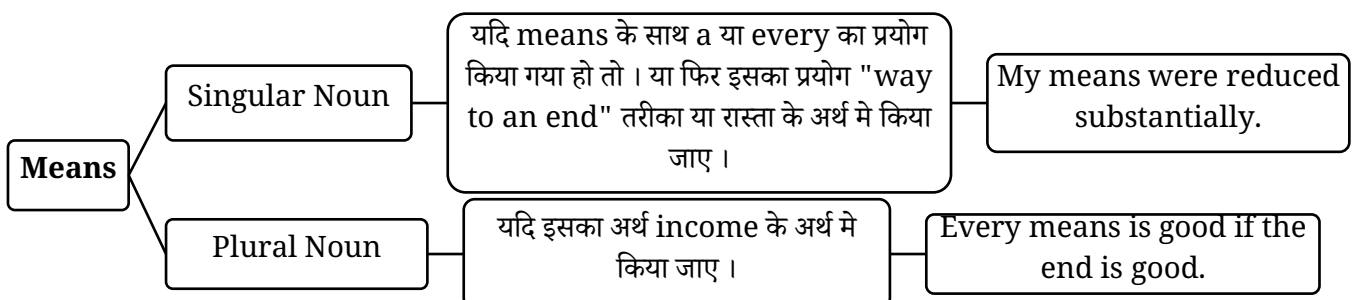 Means
Singular Noun
यदि means के साथ a या every का प्रयोग
किया गया हो तो । या फिर इसका प्रयोग "way
to an end" तरीका या रास्ता के अर्थ मे किया
जाए ।
My means were reduced
substantially.
Plural Noun
यदि इसका अर्थ income के अर्थ मे
किया जाए ।
Every means is good if the
end is good.